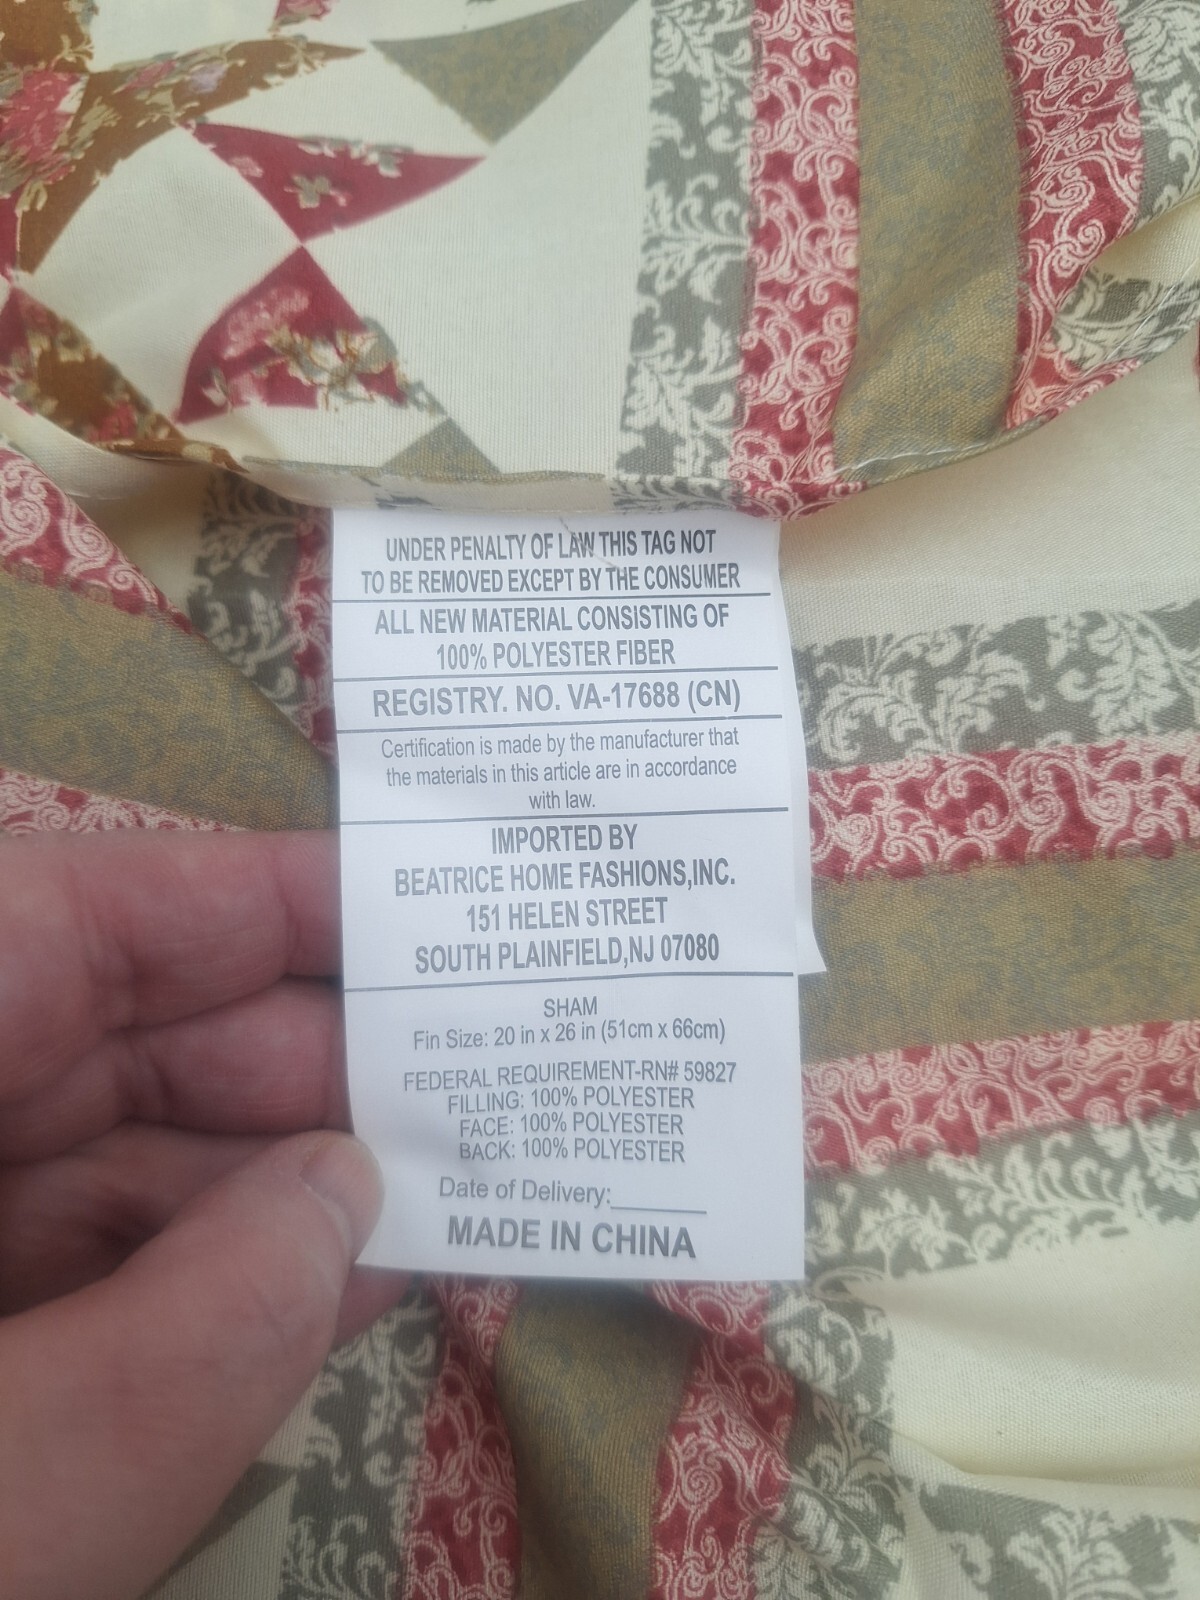 UNDER PENALTY OF LAW THIS TAG NOT
TO BE REMOVED EXCEPT BY THE CONSUMER
ALL NEW MATERIAL CONSISTING OF
100% POLYESTER FIBER
REGISTRY. NO. VA-17688 (CN)
Certification is made by the manufacturer that
the materials in this article are in accordance
with law.
IMPORTED BY
BEATRICE HOME FASHIONS,INC.
151 HELEN STREET
SOUTH PLAINFIELD,NJ 07080
SHAM
Fin Size: 20 in x 26 in (51cm x 66cm)
FEDERAL REQUIREMENT-RN# 59827
FILLING: 100% POLYESTER
FACE: 100% POLYESTER
BACK: 100% POLYESTER
Date of Delivery:________
MADE IN CHINA